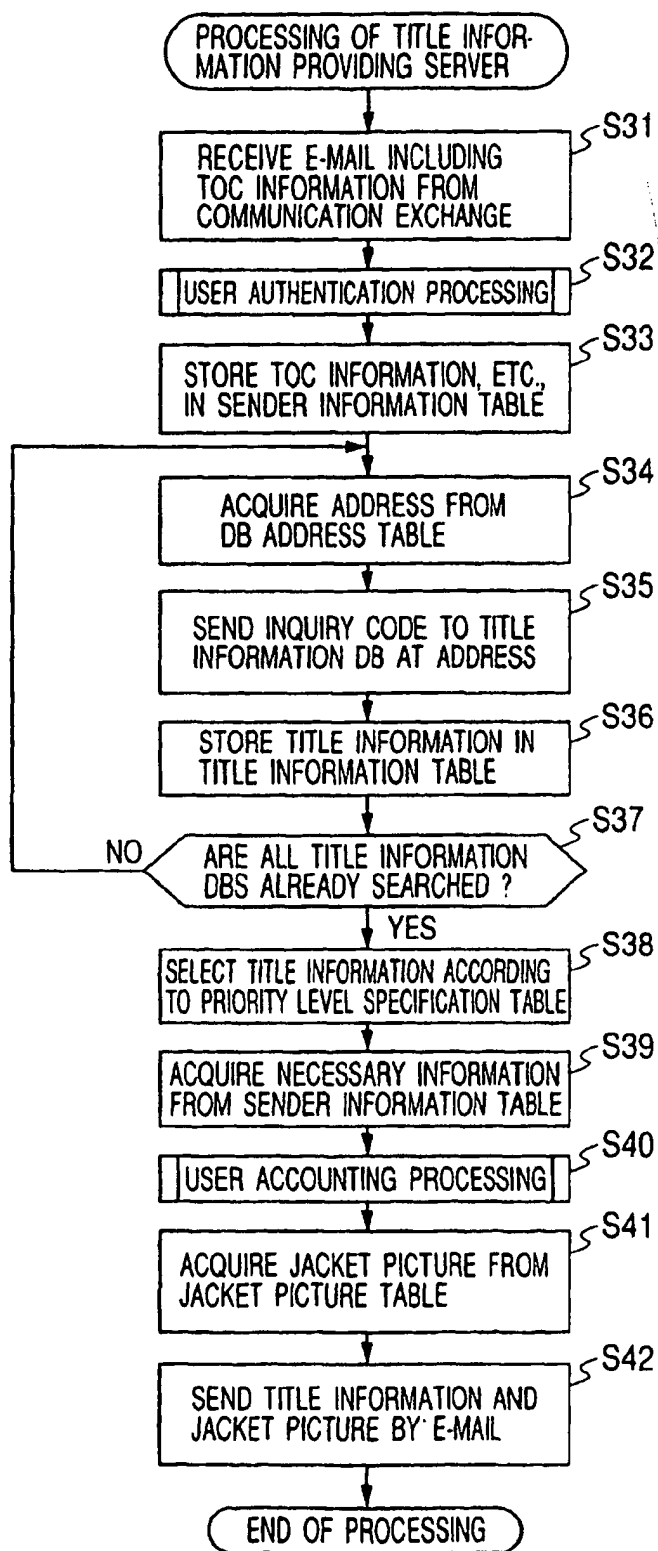 PROCESSING OF TITLE INFOR-
MATION PROVIDING SERVER
S31
RECEIVE E-MAIL INCLUDING
TOC INFORMATION FROM
COMMUNICATION EXCHANGE
S32
USER AUTHENTICATION PROCESSING
S33
STORE TOC INFORMATION, ETC.,
IN SENDER INFORMATION TABLE
S34
ACQUIRE ADDRESS FROM
DB ADDRESS TABLE
S35
SEND INQUIRY CODE TO TITLE
INFORMATION DB AT ADDRESS
S36
STORE TITLE INFORMATION IN
TITLE INFORMATION TABLE
S37
NO
ARE ALL TITLE INFORMATION
DBS ALREADY SEARCHED ?
YES
S38
SELECT TITLE INFORMATION ACCORDING
TO PRIORITY LEVEL SPECIFICATION TABLE
S39
ACQUIRE NECESSARY INFORMATION
FROM SENDER INFORMATION TABLE
S40
USER ACCOUNTING PROCESSING
S41
ACQUIRE JACKET PICTURE FROM
JACKET PICTURE TABLE
S42
SEND TITLE INFORMATION AND
JACKET PICTURE BY E-MAIL
END OF PROCESSING